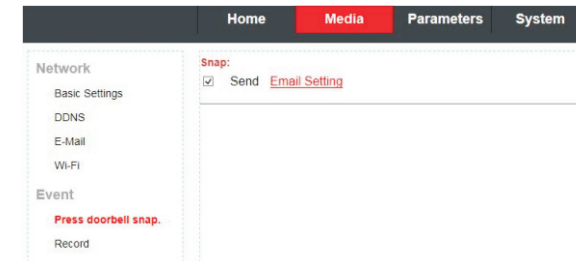 Home Media Parameters System
Network
Basic Settings
DDNS
E-Mail
Wi-Fi
Event
Press doorbell snap.
Record
Snap:
Send Email Setting